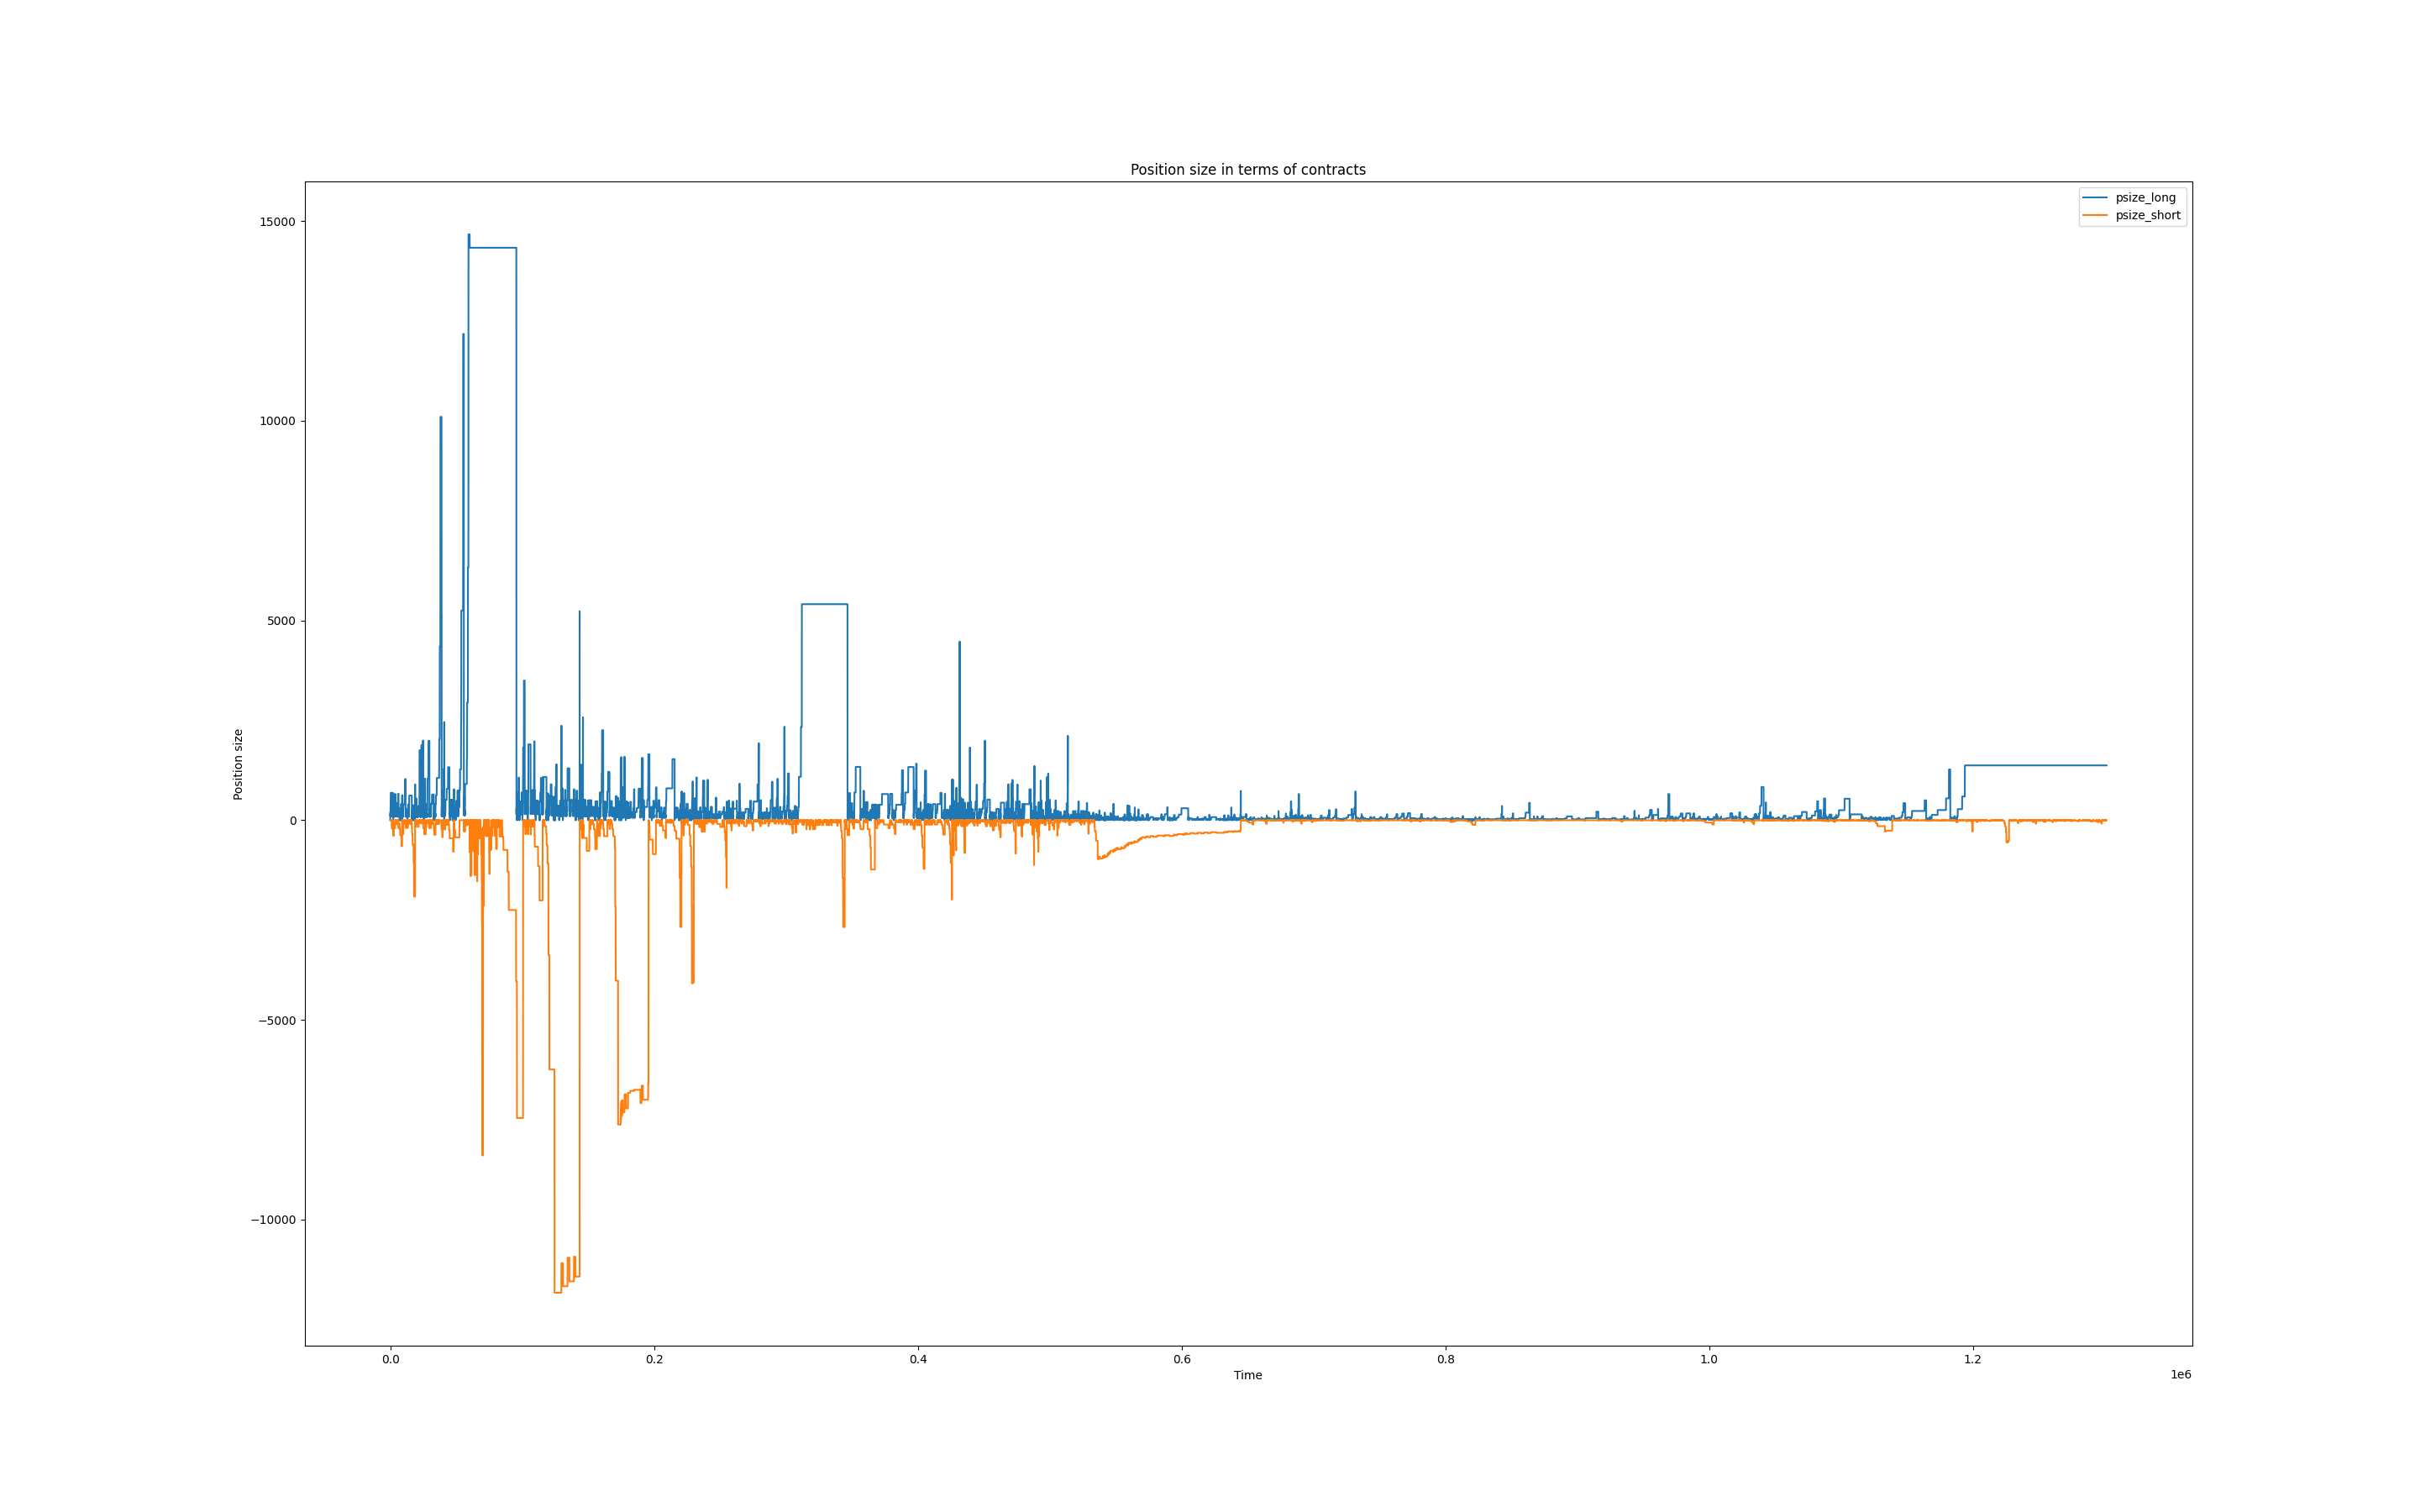 Position size in terms of contracts
psize_long
psize_short
15000
10000
5000
0
−5000
−10000
Position size
0.0
0.2
0.4
0.6
0.8
1.0
1.2
1e6
Time